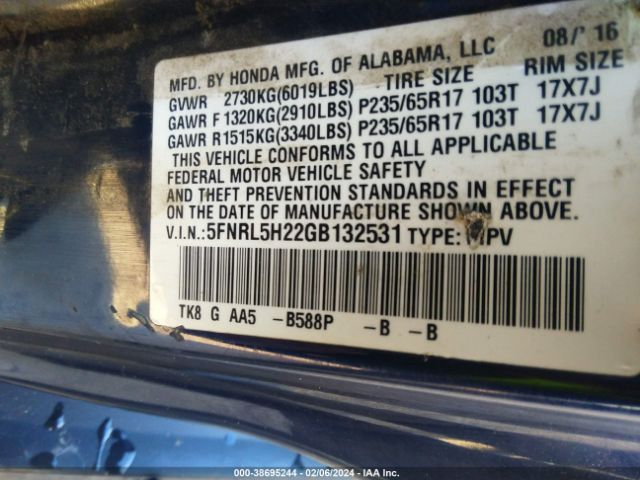 MFD. BY HONDA MFG. OF ALABAMA, LLC 08/'16
GVWR 2730KG(6019LBS) TIRE SIZE RIM SIZE
GAWR F1320KG(2910LBS) P235/65R17 103T 17X7J
GAWR R1515KG(3340LBS) P235/65R17 103T 17X7J
THIS VEHICLE CONFORMS TO ALL APPLICABLE
FEDERAL MOTOR VEHICLE SAFETY
AND THEFT PREVENTION STANDARDS IN EFFECT
ON THE DATE OF MANUFACTURE SHOWN ABOVE.
V.I.N.:5FNRL5H22GB132531 TYPE: MPV
TK8 G AA5 -B588P -B -B
000-38695244 - 02/06/2024 - IAA Inc.